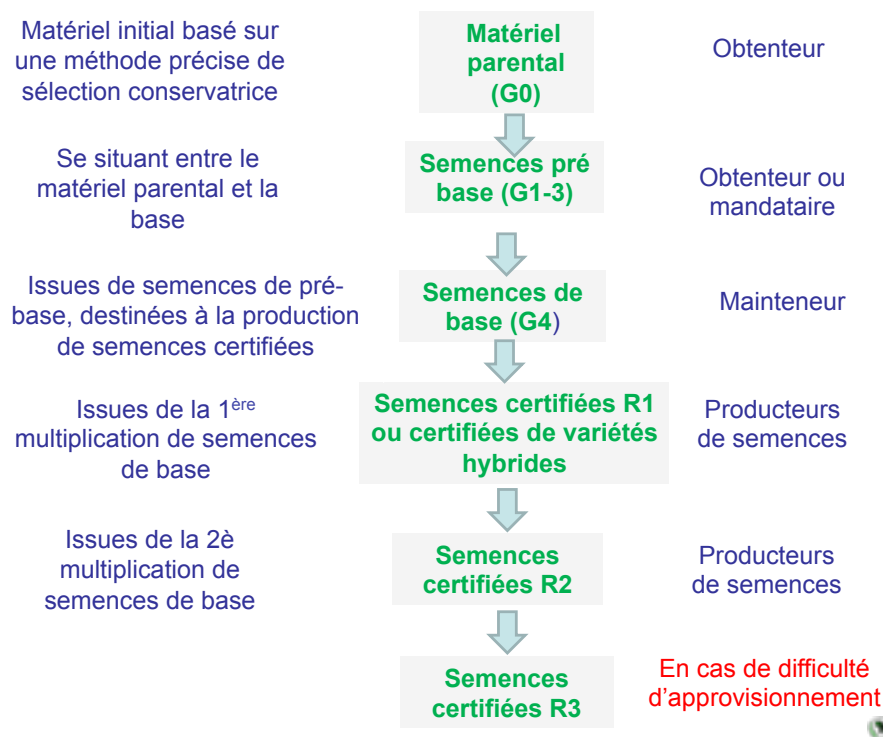 Matériel initial basé sur
une méthode précise de
sélection conservatrice
Matériel
parental
(G0)
Obtenteur
Se situant entre le
matériel parental et la
base
Semences pré
base (G1-3)
Obtenteur ou
mandataire
Issues de semences de pré-
base, destinées à la production
de semences certifiées
Semences de
base (G4)
Mainteneur
Issues de la 1ère
multiplication de semences
de base
Semences certifiées R1
ou certifiées de variétés
hybrides
Producteurs
de semences
Issues de la 2è
multiplication de
semences de base
Semences
certifiées R2
Producteurs
de semences
Semences
certifiées R3
En cas de difficulté
d’approvisionnement